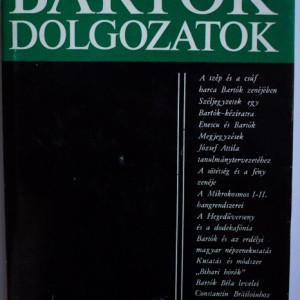 BARTÓK
DOLGOZATOK
A szép és a csúf
harca Bartók zenéjében
Széljegyzetek egy
Bartók-kéziratra
Enescu és Bartók
Megjegyzések
József Attila
tanulmánytervezetéhez
A sötétség és a fény
zenéje
A Mikrokosmos I-II.
hangrendszerei
A Hegedűverseny
és a dodekafónia
Bartók és az erdélyi
magyar népzenekutatás
Kutatás és módszer
„Bihari hórák”
Bartók Béla levelei
Constantin Brăiloiuhoz